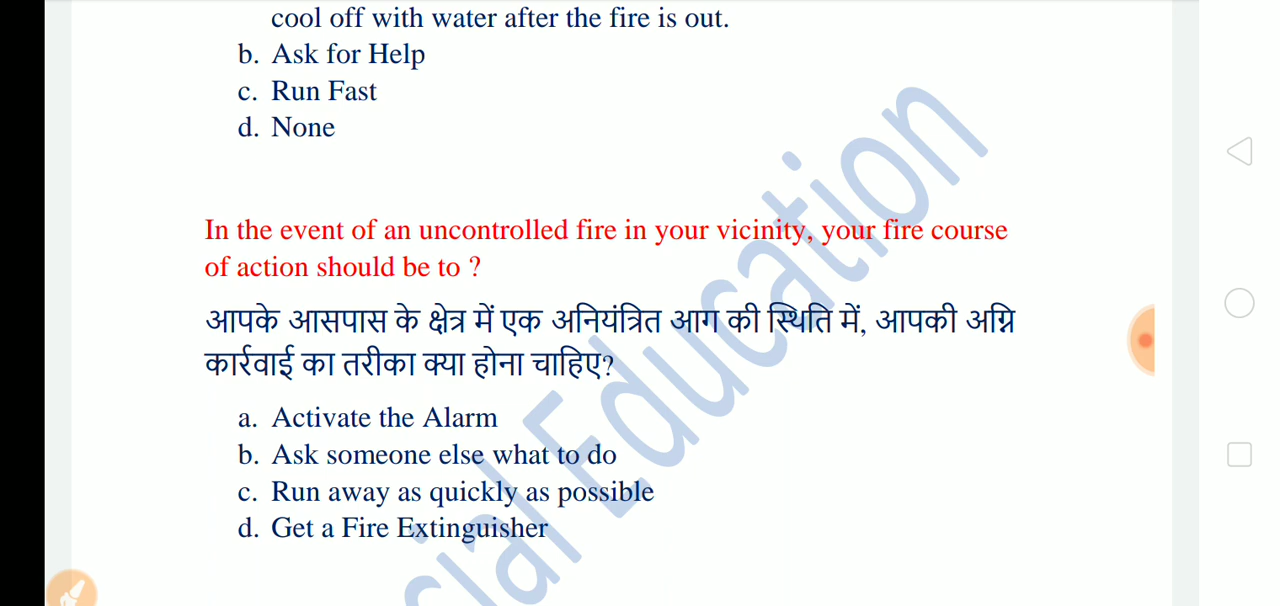 cool off with water after the fire is out.
b. Ask for Help
c. Run Fast
d. None
In the event of an uncontrolled fire in your vicinity, your fire course
of action should be to ?
आपके आसपास के क्षेत्र में एक अनियंत्रित आग की स्थिति में, आपकी अग्नि
कार्रवाई का तरीका क्या होना चाहिए?
a. Activate the Alarm
b. Ask someone else what to do
c. Run away as quickly as possible
d. Get a Fire Extinguisher
cial Education